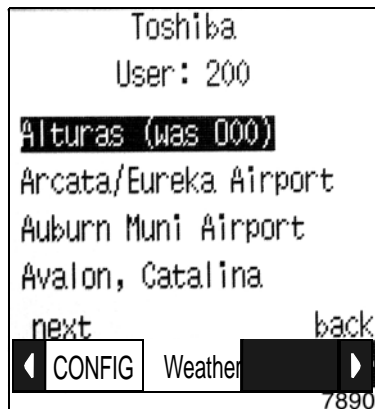 Toshiba
User: 200
Alturas (was 000)
Arcata/Eureka Airport
Auburn Muni Airport
Avalon, Catalina
next back
CONFIG Weather
7890